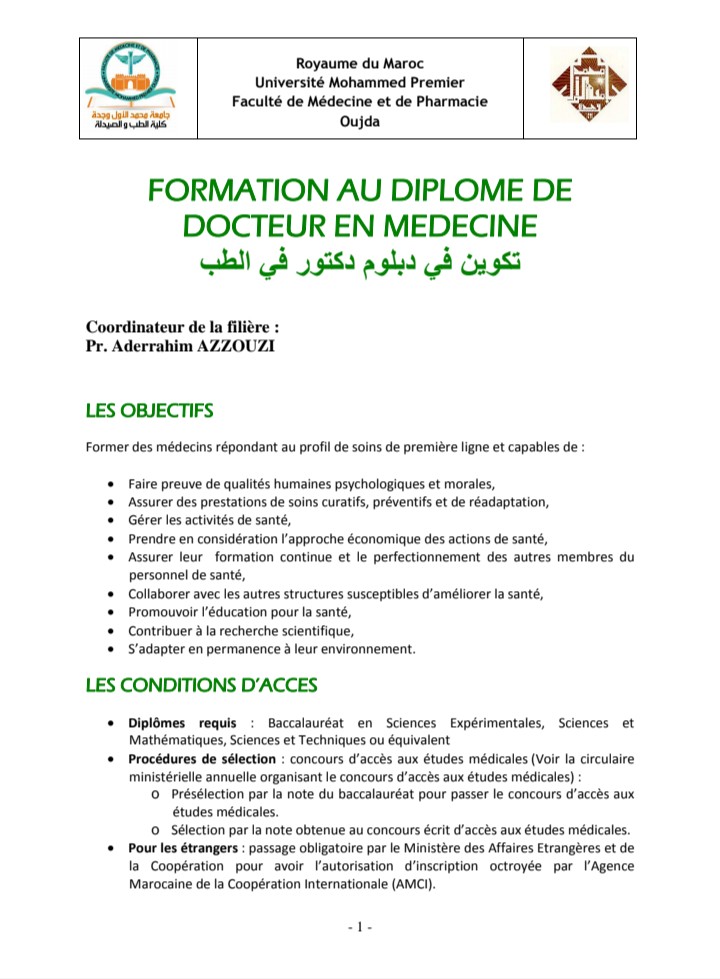 جامعة محمد الأول وجدة
كلية الطب والصيدلة
Royaume du Maroc
Université Mohammed Premier
Faculté de Médecine et de Pharmacie
Oujda
FORMATION AU DIPLOME DE
DOCTEUR EN MEDECINE
تكوين في دبلوم دكتور في الطب
Coordinateur de la filière :
Pr. Aderrahim AZZOUZI
LES OBJECTIFS
Former des médecins répondant au profil de soins de première ligne et capables de :
• Faire preuve de qualités humaines psychologiques et morales,
• Assurer des prestations de soins curatifs, préventifs et de réadaptation,
• Gérer les activités de santé,
• Prendre en considération l’approche économique des actions de santé,
• Assurer leur formation continue et le perfectionnement des autres membres du
personnel de santé,
• Collaborer avec les autres structures susceptibles d’améliorer la santé,
• Promouvoir l’éducation pour la santé,
• Contribuer à la recherche scientifique,
• S’adapter en permanence à leur environnement.
LES CONDITIONS D’ACCES
• Diplômes requis : Baccalauréat en Sciences Expérimentales, Sciences et
Mathématiques, Sciences et Techniques ou équivalent
• Procédures de sélection : concours d’accès aux études médicales (Voir la circulaire
ministérielle annuelle organisant le concours d’accès aux études médicales) :
o Présélection par la note du baccalauréat pour passer le concours d’accès aux
études médicales.
o Sélection par la note obtenue au concours écrit d’accès aux études médicales.
• Pour les étrangers : passage obligatoire par le Ministère des Affaires Etrangères et de
la Coopération pour avoir l’autorisation d’inscription octroyée par l’Agence
Marocaine de la Coopération Internationale (AMCI).
- 1 -